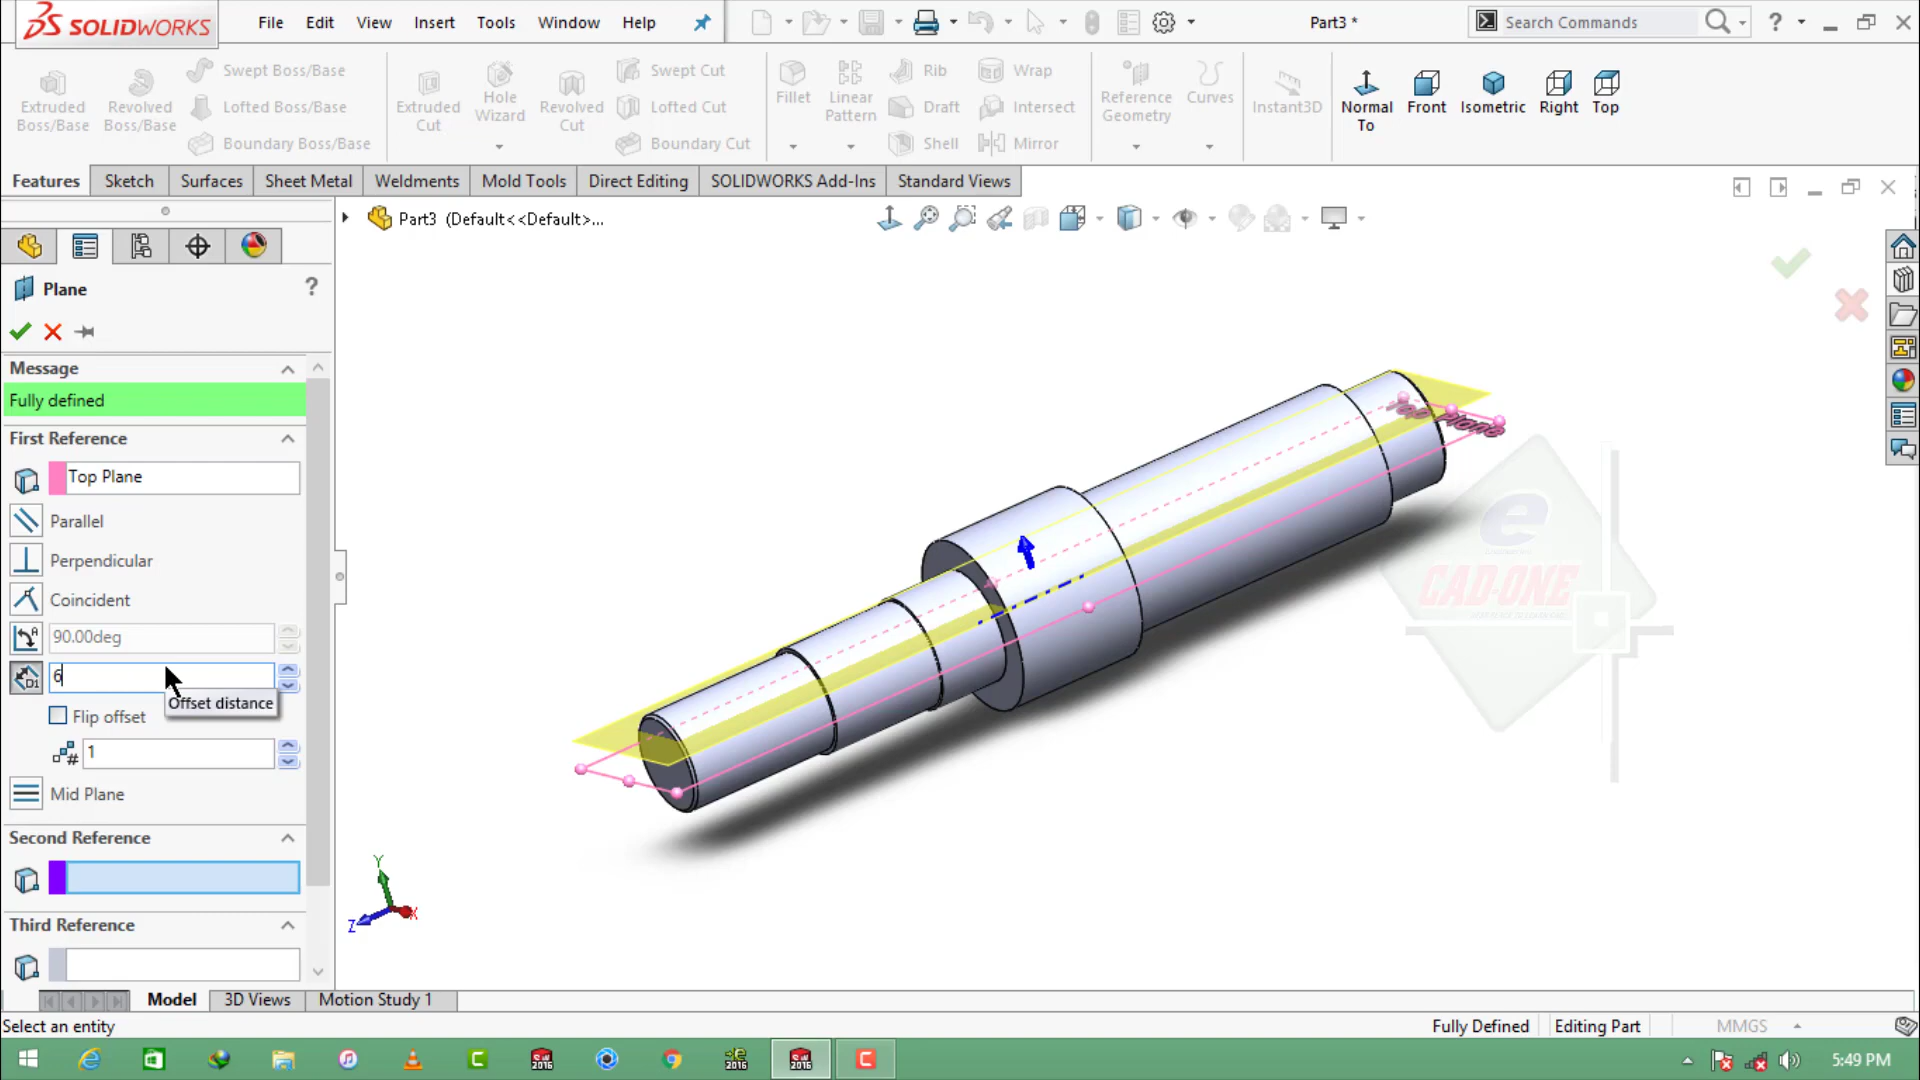 SOLIDWORKS
File Edit View Insert Tools Window Help
Part3 *
Search Commands
?
Extruded Boss/Base
Revolved Boss/Base
Swept Boss/Base
Lofted Boss/Base
Boundary Boss/Base
Extruded Cut
Hole Wizard
Revolved Cut
Swept Cut
Lofted Cut
Boundary Cut
Fillet
Linear Pattern
Rib
Draft
Shell
Wrap
Intersect
Mirror
Reference Geometry
Curves
Instant3D
Normal To
Front
Isometric
Right
Top
Features Sketch Surfaces Sheet Metal Weldments Mold Tools Direct Editing SOLIDWORKS Add-Ins Standard Views
Part3 (Default<<Default>...
Plane
?
Message
Fully defined
First Reference
Top Plane
Parallel
Perpendicular
Coincident
90.00deg
6
Offset distance
Flip offset
1
Mid Plane
Second Reference
Third Reference
Top Plane
e
CAD-ONE
Y
Z
X
Model 3D Views Motion Study 1
Select an entity
Fully Defined Editing Part MMGS
5:49 PM